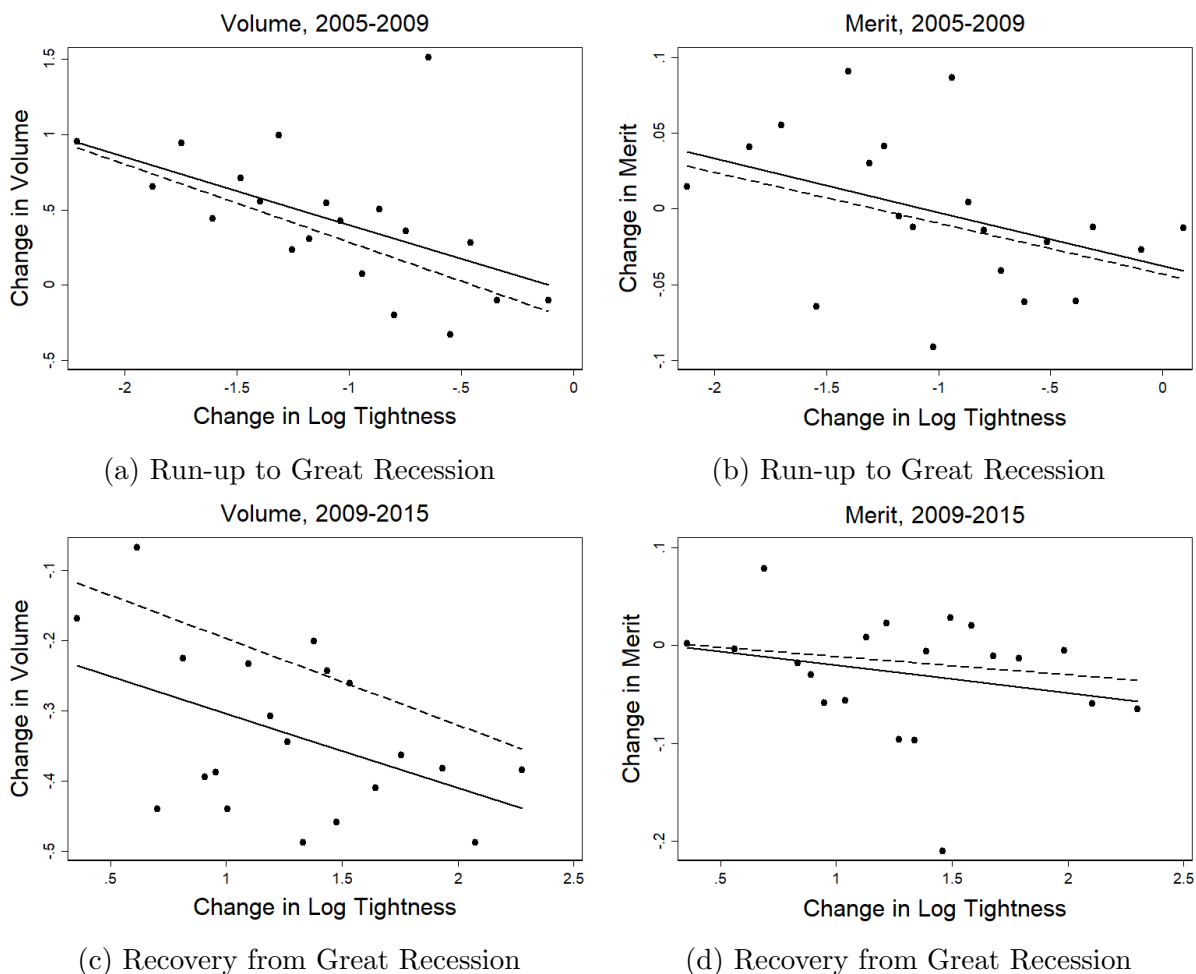 Volume, 2005-2009
Change in Volume
-.5 0 .5 1 1.5
-2 -1.5 -1 -.5 0
Change in Log Tightness
(a) Run-up to Great Recession
Merit, 2005-2009
Change in Merit
-.1 -.05 0 .05 .1
-2 -1.5 -1 -.5 0
Change in Log Tightness
(b) Run-up to Great Recession
Volume, 2009-2015
Change in Volume
-.5 -.4 -.3 -.2 -.1
.5 1 1.5 2 2.5
Change in Log Tightness
(c) Recovery from Great Recession
Merit, 2009-2015
Change in Merit
-.2 -.1 0 .1
.5 1 1.5 2 2.5
Change in Log Tightness
(d) Recovery from Great Recession